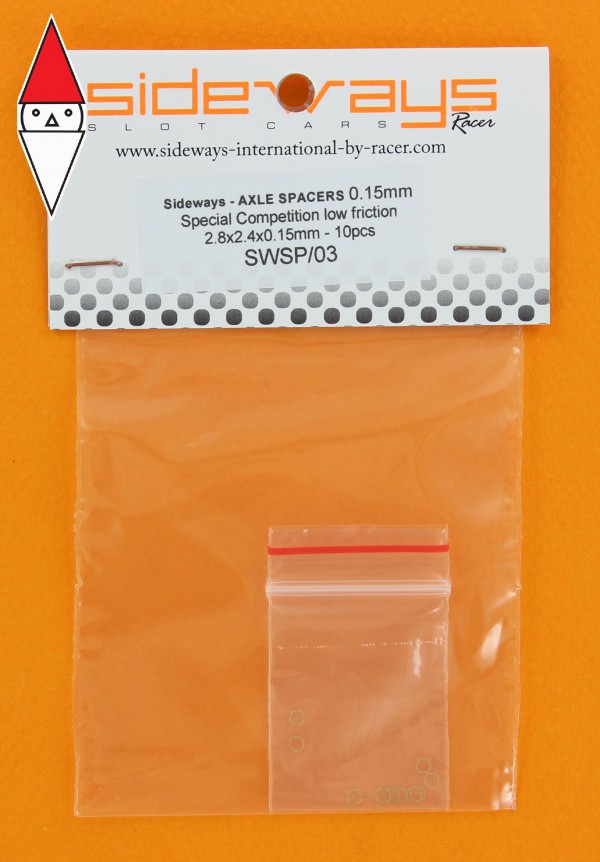 sideways
SLOT CARS Racer
www.sideways-international-by-racer.com
Sideways - AXLE SPACERS 0.15mm
Special Competition low friction
2.8x2.4x0.15mm - 10pcs
SWSP/03